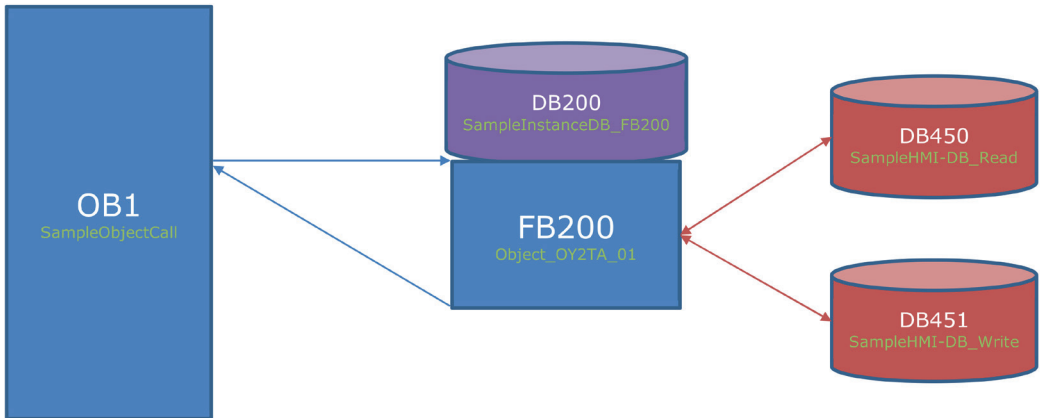 OB1
SampleObjectCall
DB200
SampleInstanceDB_FB200
FB200
Object_OY2TA_01
DB450
SampleHMI-DB_Read
DB451
SampleHMI-DB_Write